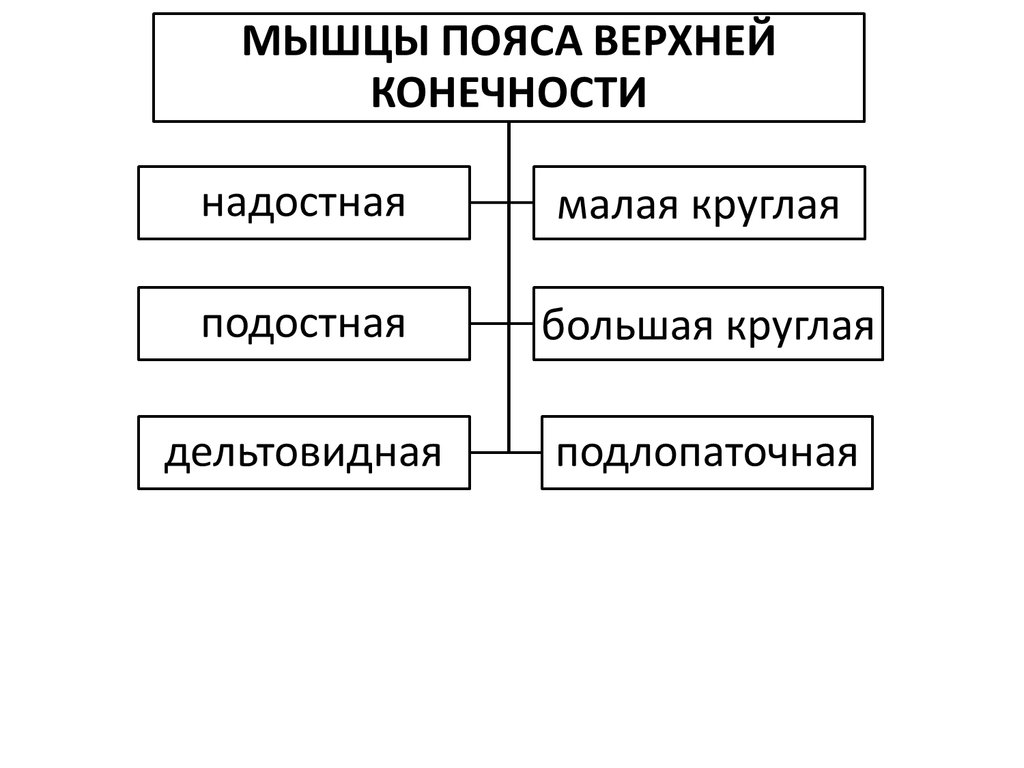 МЫШЦЫ ПОЯСА ВЕРХНЕЙ
КОНЕЧНОСТИ
надостная
малая круглая
подостная
большая круглая
дельтовидная
подлопаточная